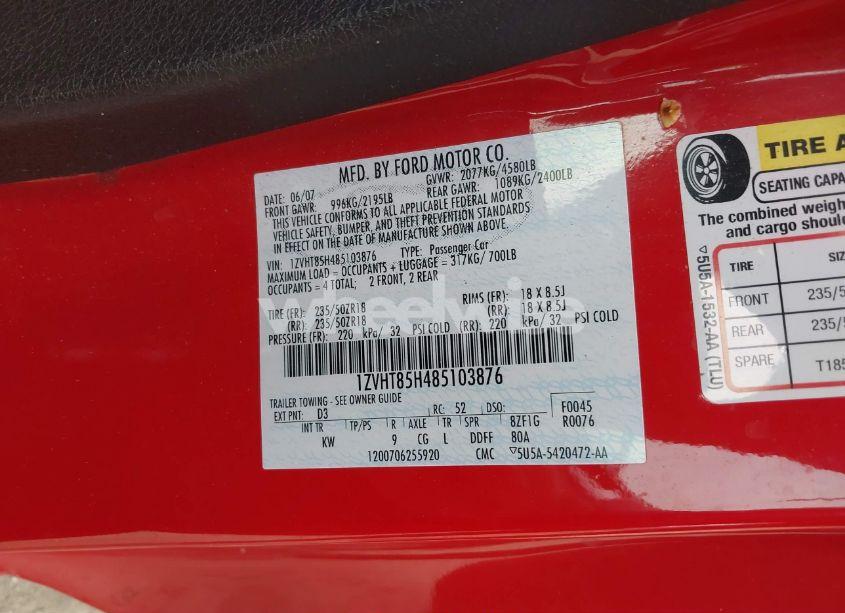 MFD. BY FORD MOTOR CO.
DATE: 06/07 GVWR: 2077KG/4580LB
FRONT GAWR: 996KG/2195LB REAR GAWR: 1089KG/2400LB
THIS VEHICLE CONFORMS TO ALL APPLICABLE FEDERAL MOTOR
VEHICLE SAFETY, BUMPER, AND THEFT PREVENTION STANDARDS
IN EFFECT ON THE DATE OF MANUFACTURE SHOWN ABOVE.
VIN: 1ZVHT85H485103876 TYPE: Passenger Car
MAXIMUM LOAD = OCCUPANTS + LUGGAGE = 317KG/ 700LB
OCCUPANTS = 4 TOTAL; 2 FRONT, 2 REAR
TIRE (FR): 235/50ZR18 RIMS (FR): 18 X 8.5J
(RR): 235/50ZR18 (RR): 18 X 8.5J
PRESSURE (FR): 220 kPa/ 32 PSI COLD (RR): 220 kPa/ 32 PSI COLD
1ZVHT85H485103876
TRAILER TOWING - SEE OWNER GUIDE
EXT PNT: D3 RC: 52 DSO: F0045
INT TR TP/PS R AXLE TR SPR 8ZF1G R0076
KW 9 CG L DDFF 80A
1200706255920 CMC ▽5U5A-5420472-AA
wheelwi
TIRE A
SEATING CAPA
The combined weigh
and cargo should
TIRE SIZ
FRONT 235/5
REAR 235/5
SPARE T185
▽5U5A-1532-AA (TLU)